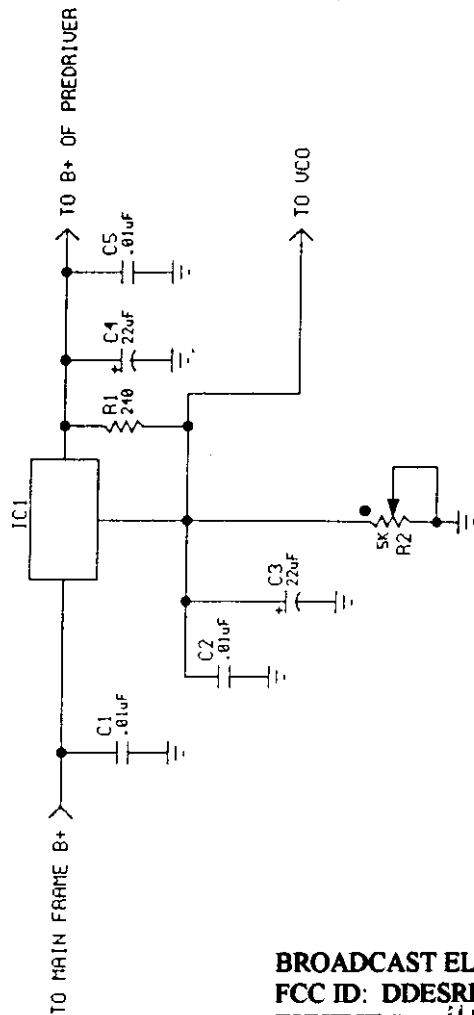 TO MAIN FRAME B+
C1
.01uF
IC1
C2
.01uF
C3
22uF
+
R1
240
C4
22uF
+
C5
.01uF
TO B+ OF PREDRIVER
TO VCO
5K
R2
BROADCAST EL
FCC ID: DDESR